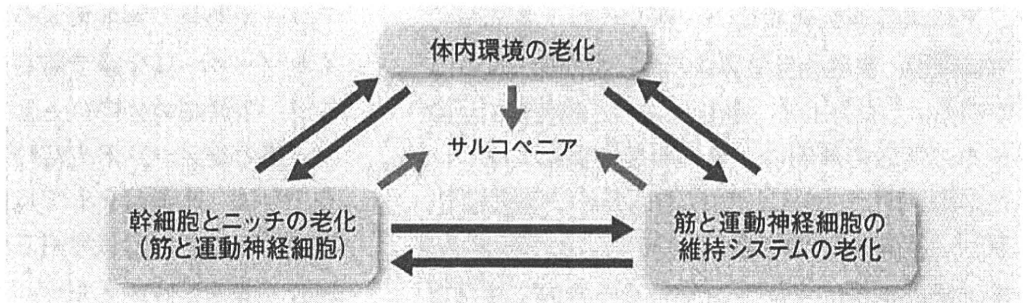 体内環境の老化
サルコペニア
幹細胞とニッチの老化
(筋と運動神経細胞)
筋と運動神経細胞の
維持システムの老化